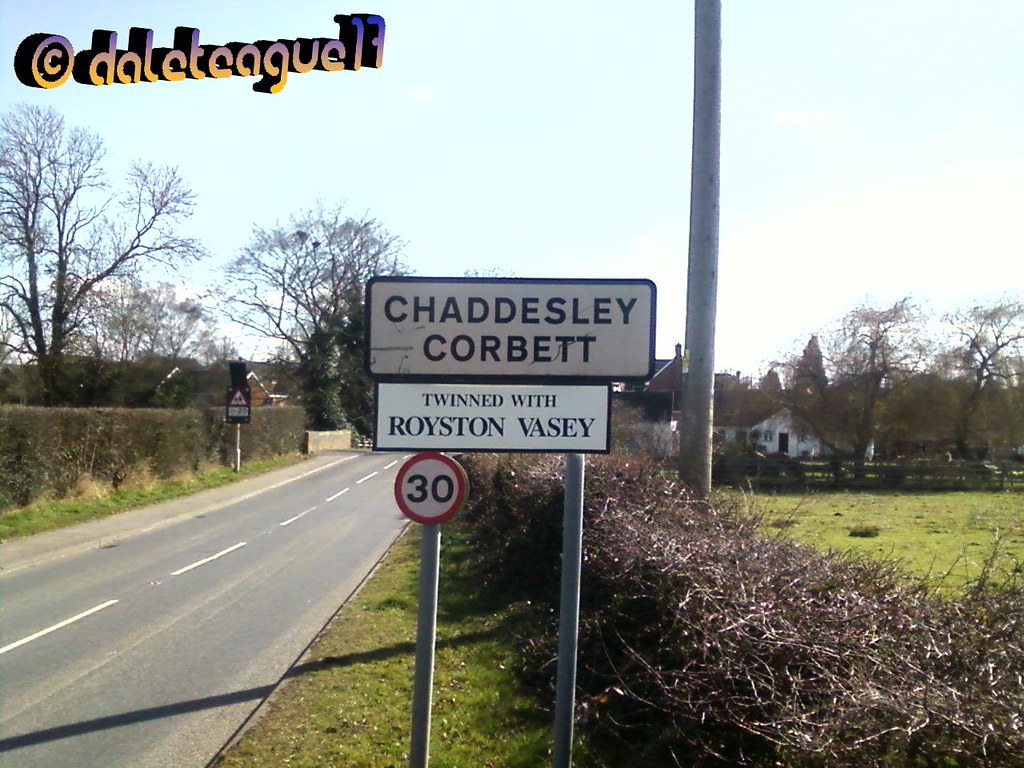 © daleteague17
CHADDESLEY
CORBETT
TWINNED WITH
ROYSTON VASEY
30